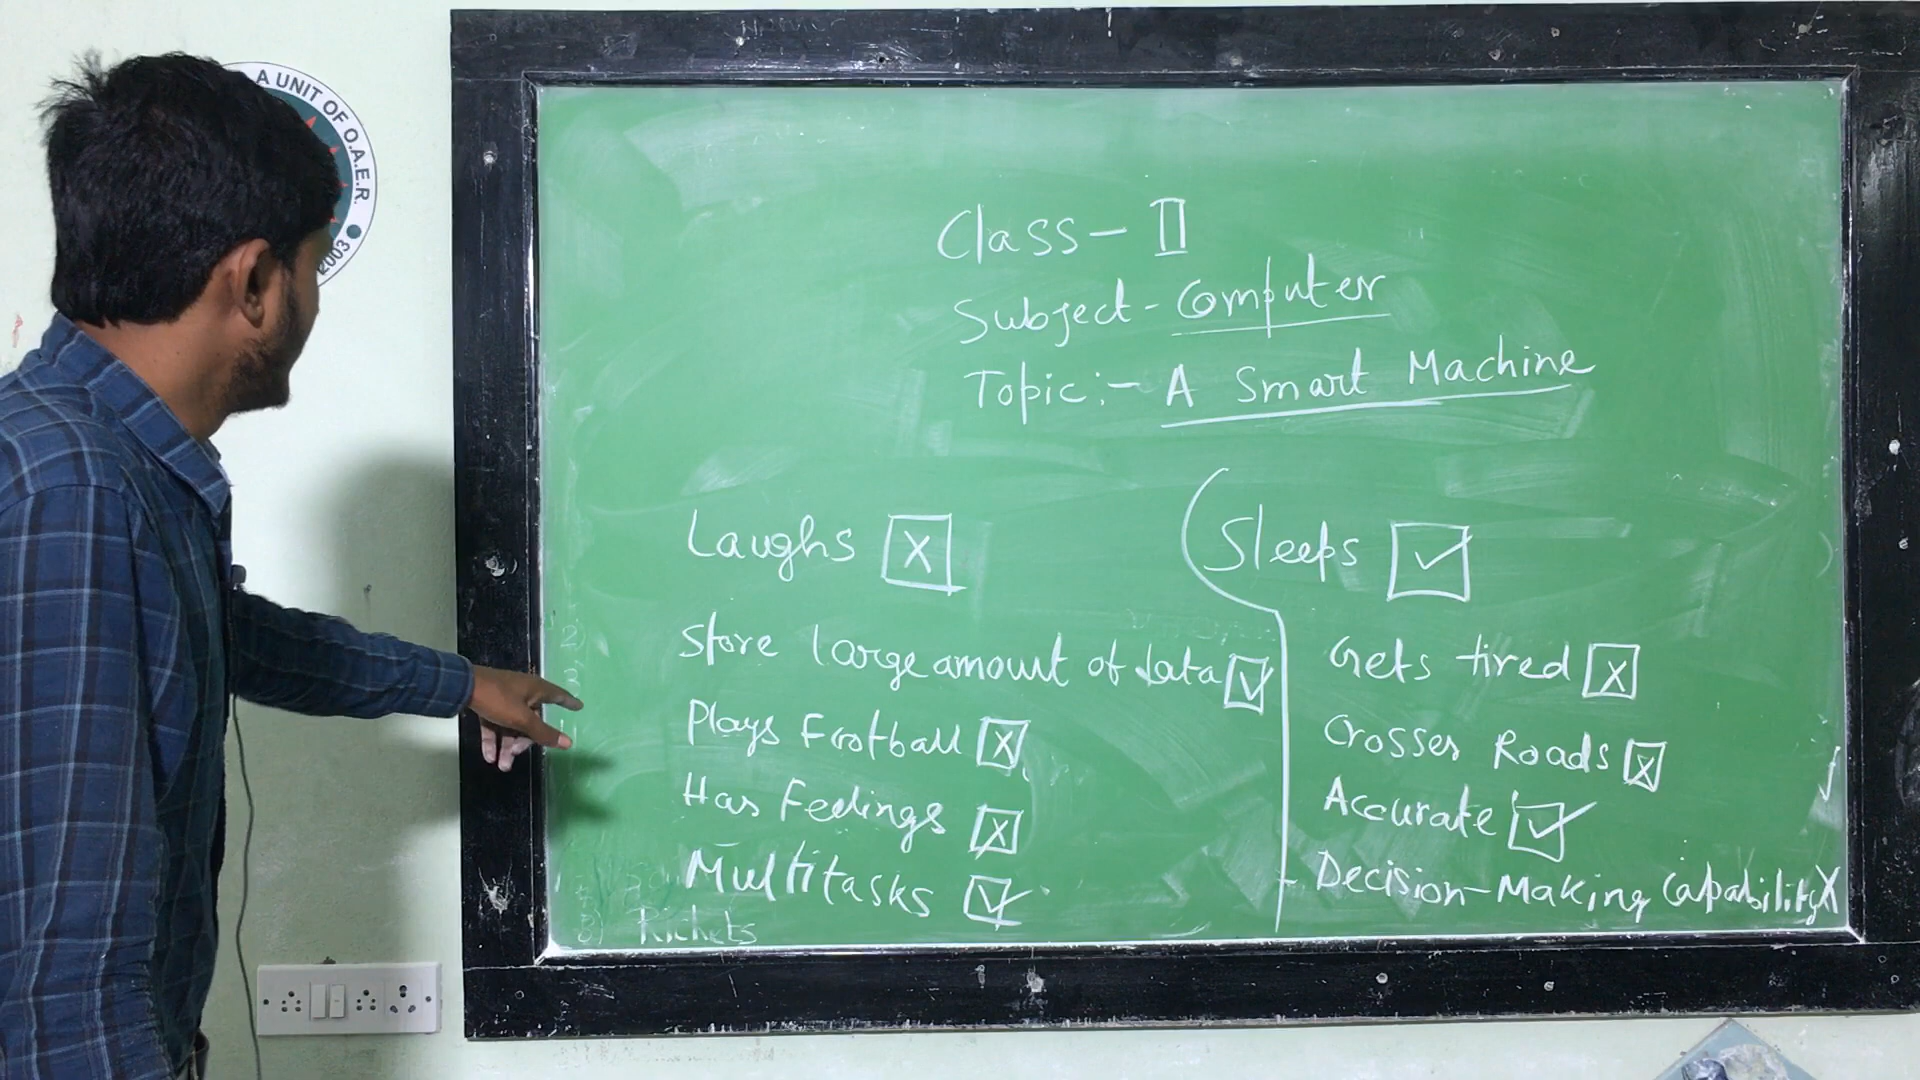 A UNIT OF O.A.E.R.
2003
Class - II
Subject - Computer
Topic :- A Smart Machine
Laughs X
Store large amount of data ✓
Plays Football X
Has Feelings X
Multitasks ✓
Rickets
Sleeps ✓
Gets tired X
Crosses Roads X
Accurate ✓
Decision-Making Capability X